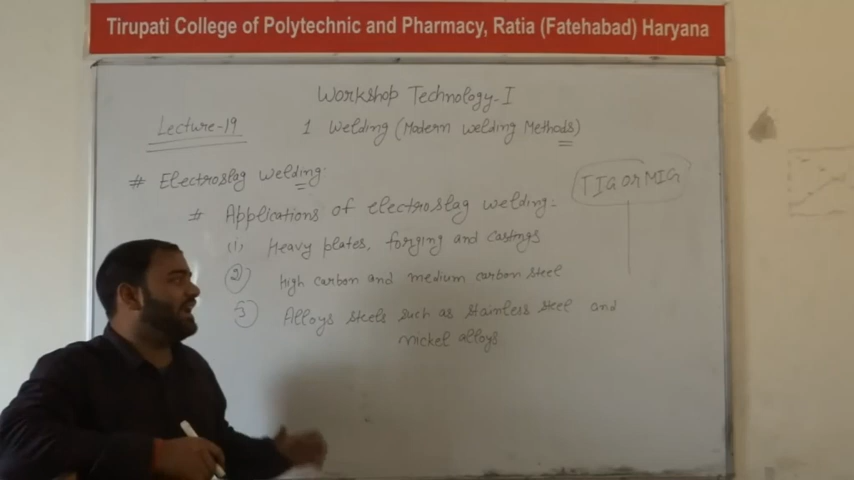 Tirupati College of Polytechnic and Pharmacy, Ratia (Fatehabad) Haryana
Workshop Technology-I
Lecture-19
1 Welding (Modern welding Methods)
# Electroslag welding.
TIG or MIG
# Applications of electroslag welding:-
(1) Heavy plates, forging and castings
(2) High carbon and medium carbon steel
(3) Alloys steels such as stainless steel and
nickel alloys.